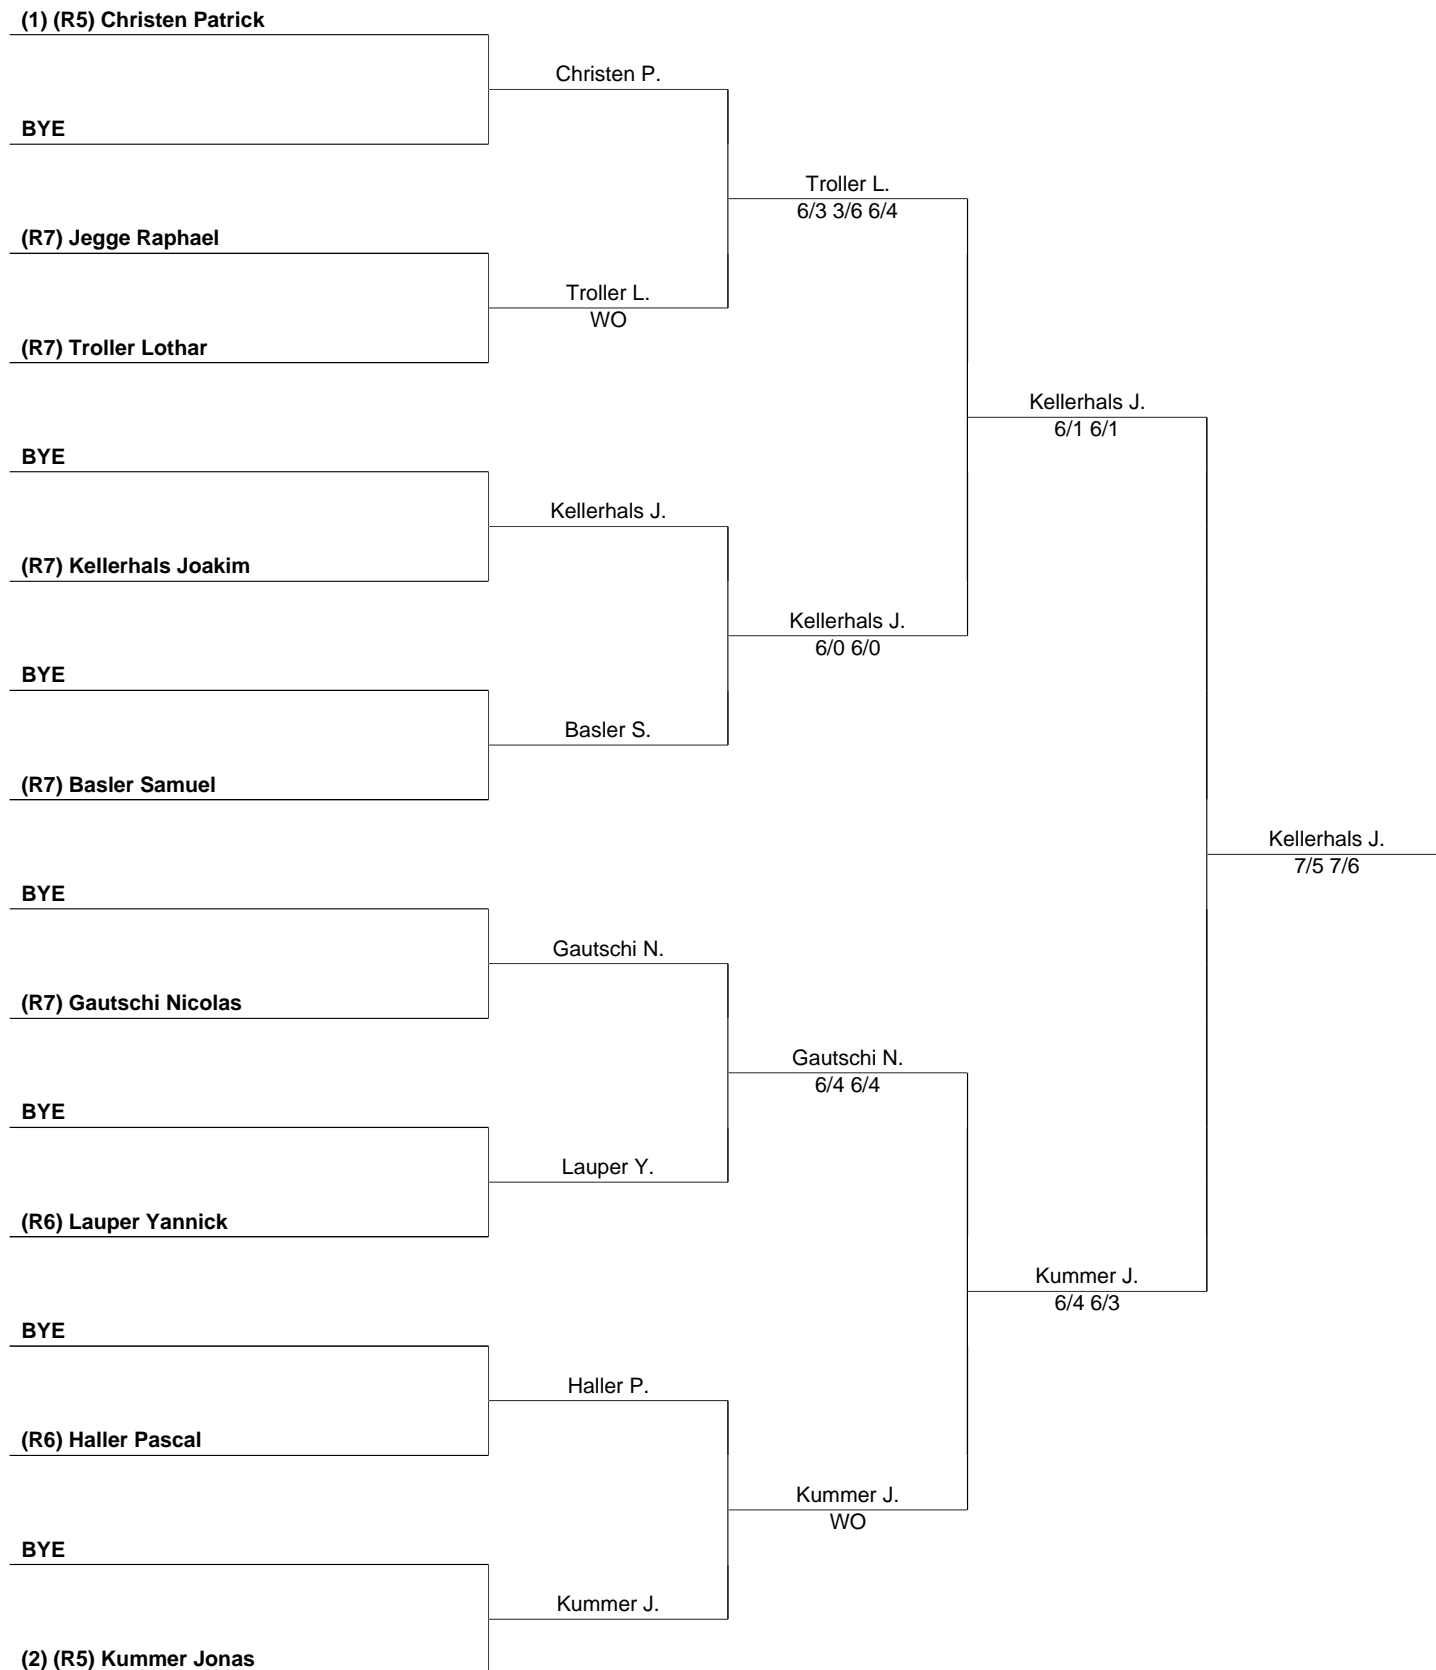 (1) (R5) Christen Patrick
Christen P.
BYE
Troller L.
6/3 3/6 6/4
(R7) Jegge Raphael
Troller L.
WO
(R7) Troller Lothar
Kellerhals J.
6/1 6/1
BYE
Kellerhals J.
(R7) Kellerhals Joakim
Kellerhals J.
6/0 6/0
BYE
Basler S.
(R7) Basler Samuel
Kellerhals J.
7/5 7/6
BYE
Gautschi N.
(R7) Gautschi Nicolas
Gautschi N.
6/4 6/4
BYE
Lauper Y.
(R6) Lauper Yannick
Kummer J.
6/4 6/3
BYE
Haller P.
(R6) Haller Pascal
Kummer J.
WO
BYE
Kummer J.
(2) (R5) Kummer Jonas